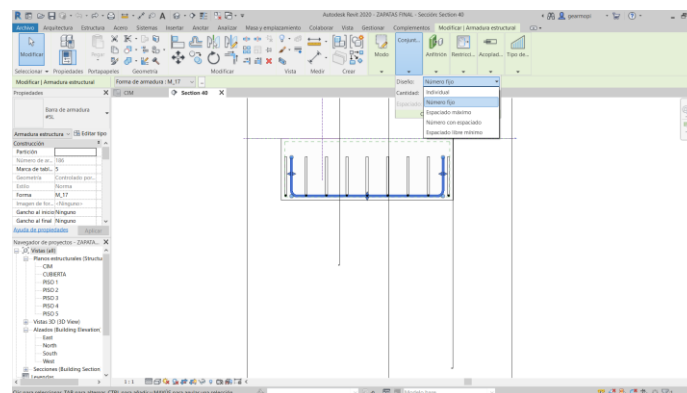 Autodesk Revit 2020 - ZAPATAS FINAL - Sección: Section 40
Archivo Arquitectura Estructura Acero Sistemas Insertar Anotar Analizar Masa y emplazamiento Colaborar Vista Gestionar Complementos Modificar | Armadura estructural
Modificar Pegar Modo Conjunt... Anfitrión Restricci... Acoplad... Tipo de...
Seleccionar Propiedades Portapapeles Geometría Modificar Vista Medir Crear
Modificar | Armadura estructural Forma de armadura : M_17 Diseño: Número fijo
Propiedades X CIM Section 40 X Cantidad: Individual
Número fijo
Barra de armadura Espaciado máximo
#5L Número con espaciado
Espaciado libre mínimo
Armadura estructu Editar tipo
Construcción
Partición
Número de ar... 186
Marca de tabl... 5
Geometría Controlado por...
Estilo Norma
Forma M_17
Imagen de for... <Ninguno>
Gancho al inicio Ninguno
Gancho al final Ninguno
Ayuda de propiedades Aplicar
Navegador de proyectos - ZAPATA... X
Vistas (all)
Planos estructurales (Structu
CIM
CUBIERTA
PISO 1
PISO 2
PISO 3
PISO 4
PISO 5
Vistas 3D (3D View)
Alzados (Building Elevation)
East
North
South
West
Secciones (Building Section
Leyendas